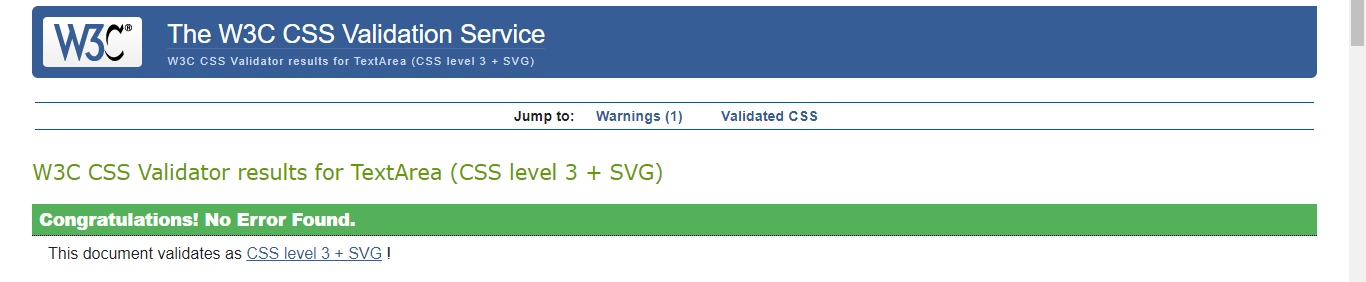 W3C®
The W3C CSS Validation Service
W3C CSS Validator results for TextArea (CSS level 3 + SVG)
Jump to: Warnings (1) Validated CSS
W3C CSS Validator results for TextArea (CSS level 3 + SVG)
Congratulations! No Error Found.
This document validates as CSS level 3 + SVG !